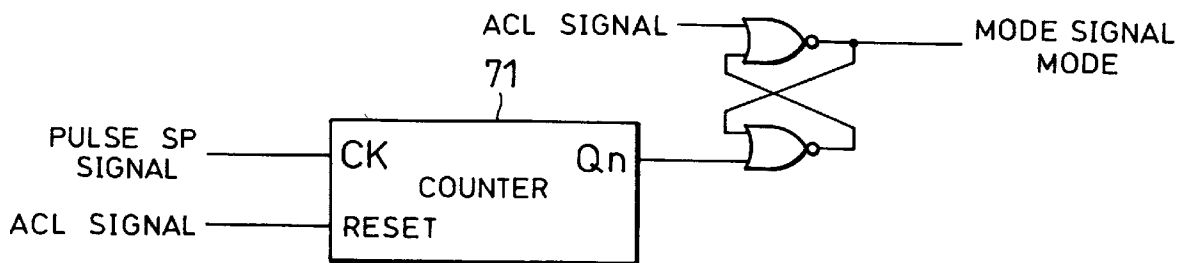 ACL SIGNAL
MODE SIGNAL
MODE
71
PULSE SP
SIGNAL
CK
Qn
COUNTER
ACL SIGNAL
RESET